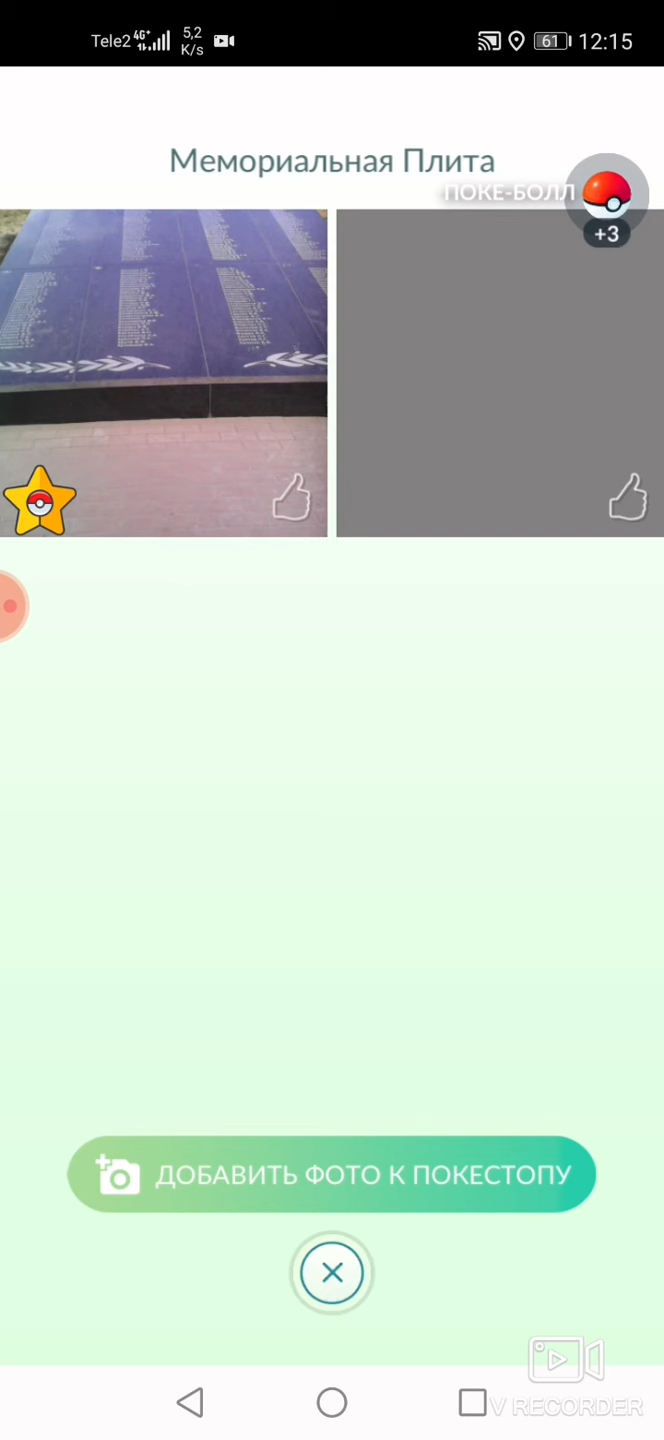 Tele2 4G+ 5,2 K/s 61 12:15
Мемориальная Плита
ПОКЕ-БОЛЛ
+3
ДОБАВИТЬ ФОТО К ПОКЕСТОПУ
V RECORDER